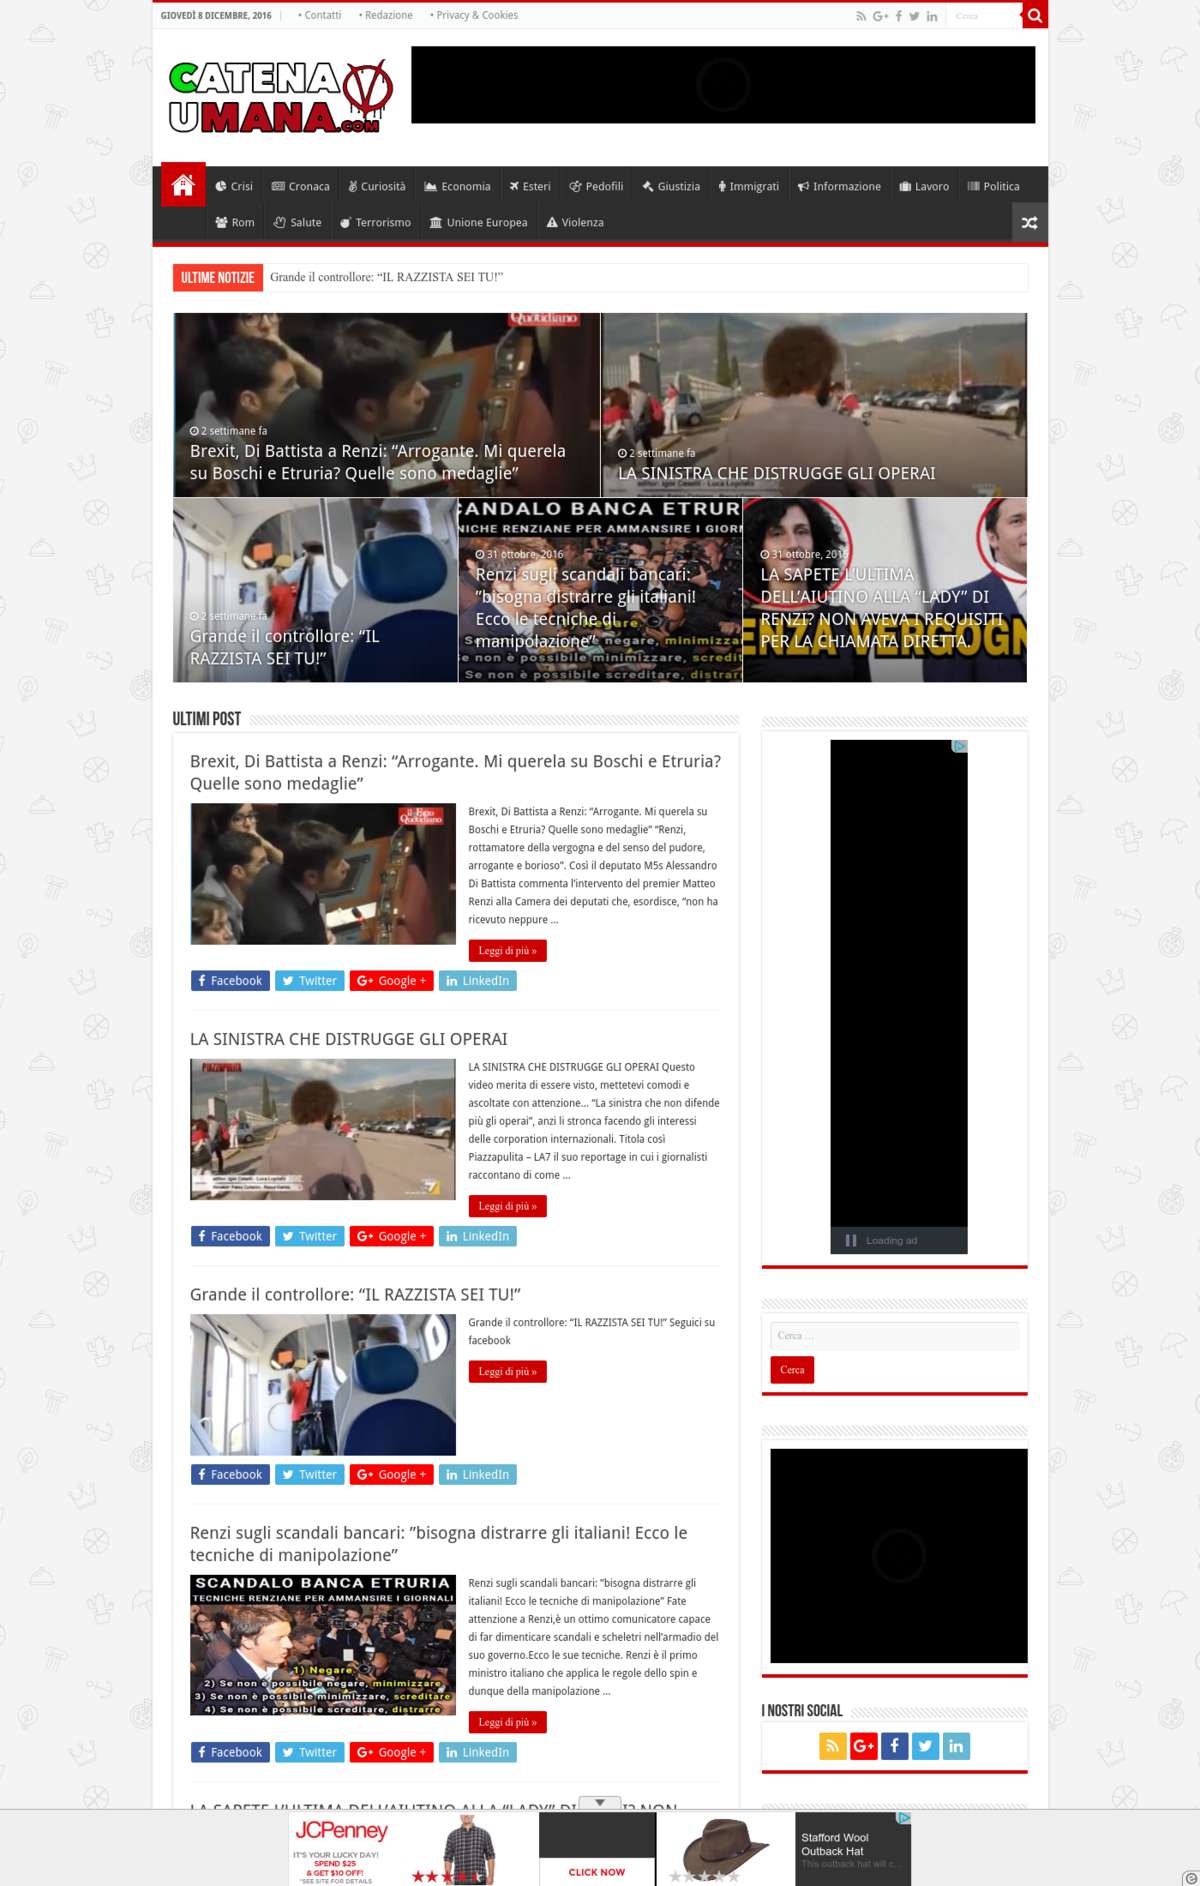 GIOVEDÌ 8 DICEMBRE, 2016
• Contatti
• Redazione
• Privacy & Cookies
Cerca
CATENA
UMANA.COM
Crisi
Cronaca
Curiosità
Economia
Esteri
Pedofili
Giustizia
Immigrati
Informazione
Lavoro
Politica
Rom
Salute
Terrorismo
Unione Europea
Violenza
ULTIME NOTIZIE
Grande il controllore: “IL RAZZISTA SEI TU!”
Quotidiano
2 settimane fa
Brexit, Di Battista a Renzi: “Arrogante. Mi querela
su Boschi e Etruria? Quelle sono medaglie”
2 settimane fa
LA SINISTRA CHE DISTRUGGE GLI OPERAI
2 settimane fa
Grande il controllore: “IL
RAZZISTA SEI TU!”
31 ottobre, 2016
Renzi sugli scandali bancari:
”bisogna distrarre gli italiani!
Ecco le tecniche di
manipolazione”
31 ottobre, 2016
LA SAPETE L’ULTIMA
DELL’AIUTINO ALLA “LADY” DI
RENZI? NON AVEVA I REQUISITI
PER LA CHIAMATA DIRETTA.
ULTIMI POST
Brexit, Di Battista a Renzi: “Arrogante. Mi querela su Boschi e Etruria?
Quelle sono medaglie”
il Fatto
Quotidiano
Brexit, Di Battista a Renzi: “Arrogante. Mi querela su
Boschi e Etruria? Quelle sono medaglie” “Renzi,
rottamatore della vergogna e del senso del pudore,
arrogante e borioso”. Così il deputato M5s Alessandro
Di Battista commenta l’intervento del premier Matteo
Renzi alla Camera dei deputati che, esordisce, “non ha
ricevuto neppure ...
Leggi di più »
Facebook
Twitter
Google +
LinkedIn
LA SINISTRA CHE DISTRUGGE GLI OPERAI
PIAZZAPULITA
LA SINISTRA CHE DISTRUGGE GLI OPERAI Questo
video merita di essere visto, mettetevi comodi e
ascoltate con attenzione… “La sinistra che non difende
più gli operai”, anzi li stronca facendo gli interessi
delle corporation internazionali. Titola così
Piazzapulita – LA7 il suo reportage in cui i giornalisti
raccontano di come ...
Leggi di più »
Facebook
Twitter
Google +
LinkedIn
Grande il controllore: “IL RAZZISTA SEI TU!”
Grande il controllore: “IL RAZZISTA SEI TU!” Seguici su
facebook
Leggi di più »
Facebook
Twitter
Google +
LinkedIn
Renzi sugli scandali bancari: ”bisogna distrarre gli italiani! Ecco le
tecniche di manipolazione”
SCANDALO BANCA ETRURIA
TECNICHE RENZIANE PER AMMANSIRE I GIORNALI
1) Negare
2) Se non è possibile negare, minimizzare
3) Se non è possibile minimizzare, screditare
4) Se non è possibile screditare, distrarre
Renzi sugli scandali bancari: ”bisogna distrarre gli
italiani! Ecco le tecniche di manipolazione” Fate
attenzione a Renzi,è un ottimo comunicatore capace
di far dimenticare scandali e scheletri nell’armadio del
suo governo.Ecco le sue tecniche. Renzi è il primo
ministro italiano che applica le regole dello spin e
dunque della manipolazione ...
Leggi di più »
Facebook
Twitter
Google +
LinkedIn
LA SAPETE L’ULTIMA DELL’AIUTINO ALLA “LADY” DI
NON
Loading ad
Cerca …
Cerca
I NOSTRI SOCIAL
JCPenney
IT'S YOUR LUCKY DAY!
SPEND $25
& GET $10 OFF!
*SEE SITE FOR DETAILS
CLICK NOW
Stafford Wool
Outback Hat
This outback hat will c...